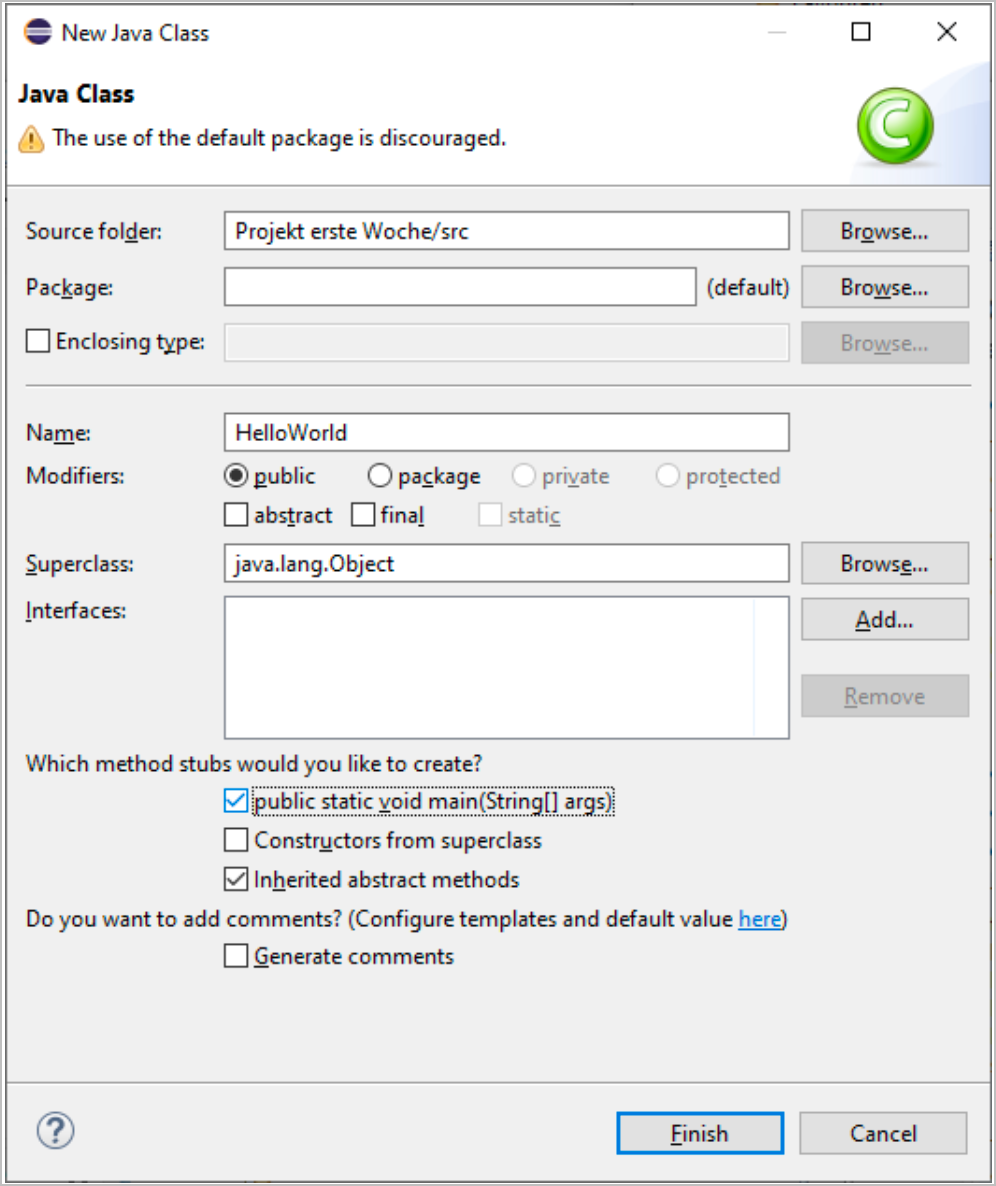 New Java Class
Java Class
The use of the default package is discouraged.
Source folder: Projekt erste Woche/src Browse...
Package: (default) Browse...
Enclosing type: Browse...
Name: HelloWorld
Modifiers: public package private protected
abstract final static
Superclass: java.lang.Object Browse...
Interfaces: Add...
Remove
Which method stubs would you like to create?
public static void main(String[] args)
Constructors from superclass
Inherited abstract methods
Do you want to add comments? (Configure templates and default value here)
Generate comments
Finish Cancel